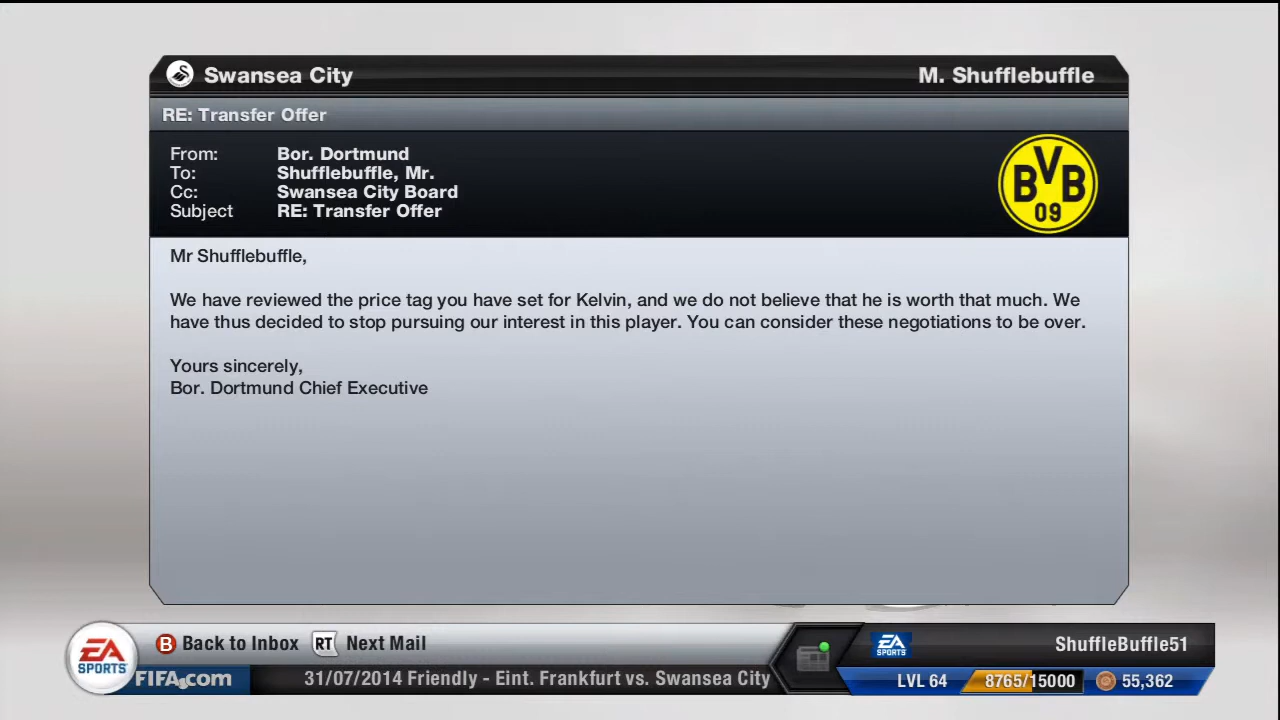 Swansea City
M. Shufflebuffle
RE: Transfer Offer
From: Bor. Dortmund
To: Shufflebuffle, Mr.
Cc: Swansea City Board
Subject RE: Transfer Offer
BVB
09
Mr Shufflebuffle,
We have reviewed the price tag you have set for Kelvin, and we do not believe that he is worth that much. We
have thus decided to stop pursuing our interest in this player. You can consider these negotiations to be over.
Yours sincerely,
Bor. Dortmund Chief Executive
EA
SPORTS
B Back to Inbox RT Next Mail
EA
SPORTS
ShuffleBuffle51
FIFA.com
31/07/2014 Friendly - Eint. Frankfurt vs. Swansea City
LVL 64 8765/15000 55,362